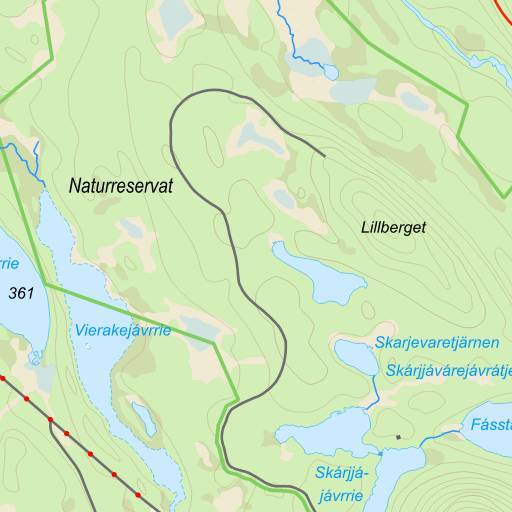 Naturreservat
Lillberget
rrie
361
Vierakejávrrie
Skarjevaretjärnen
Skárjjávárejávrátje
Fássta
Skárjjá-
jávrrie